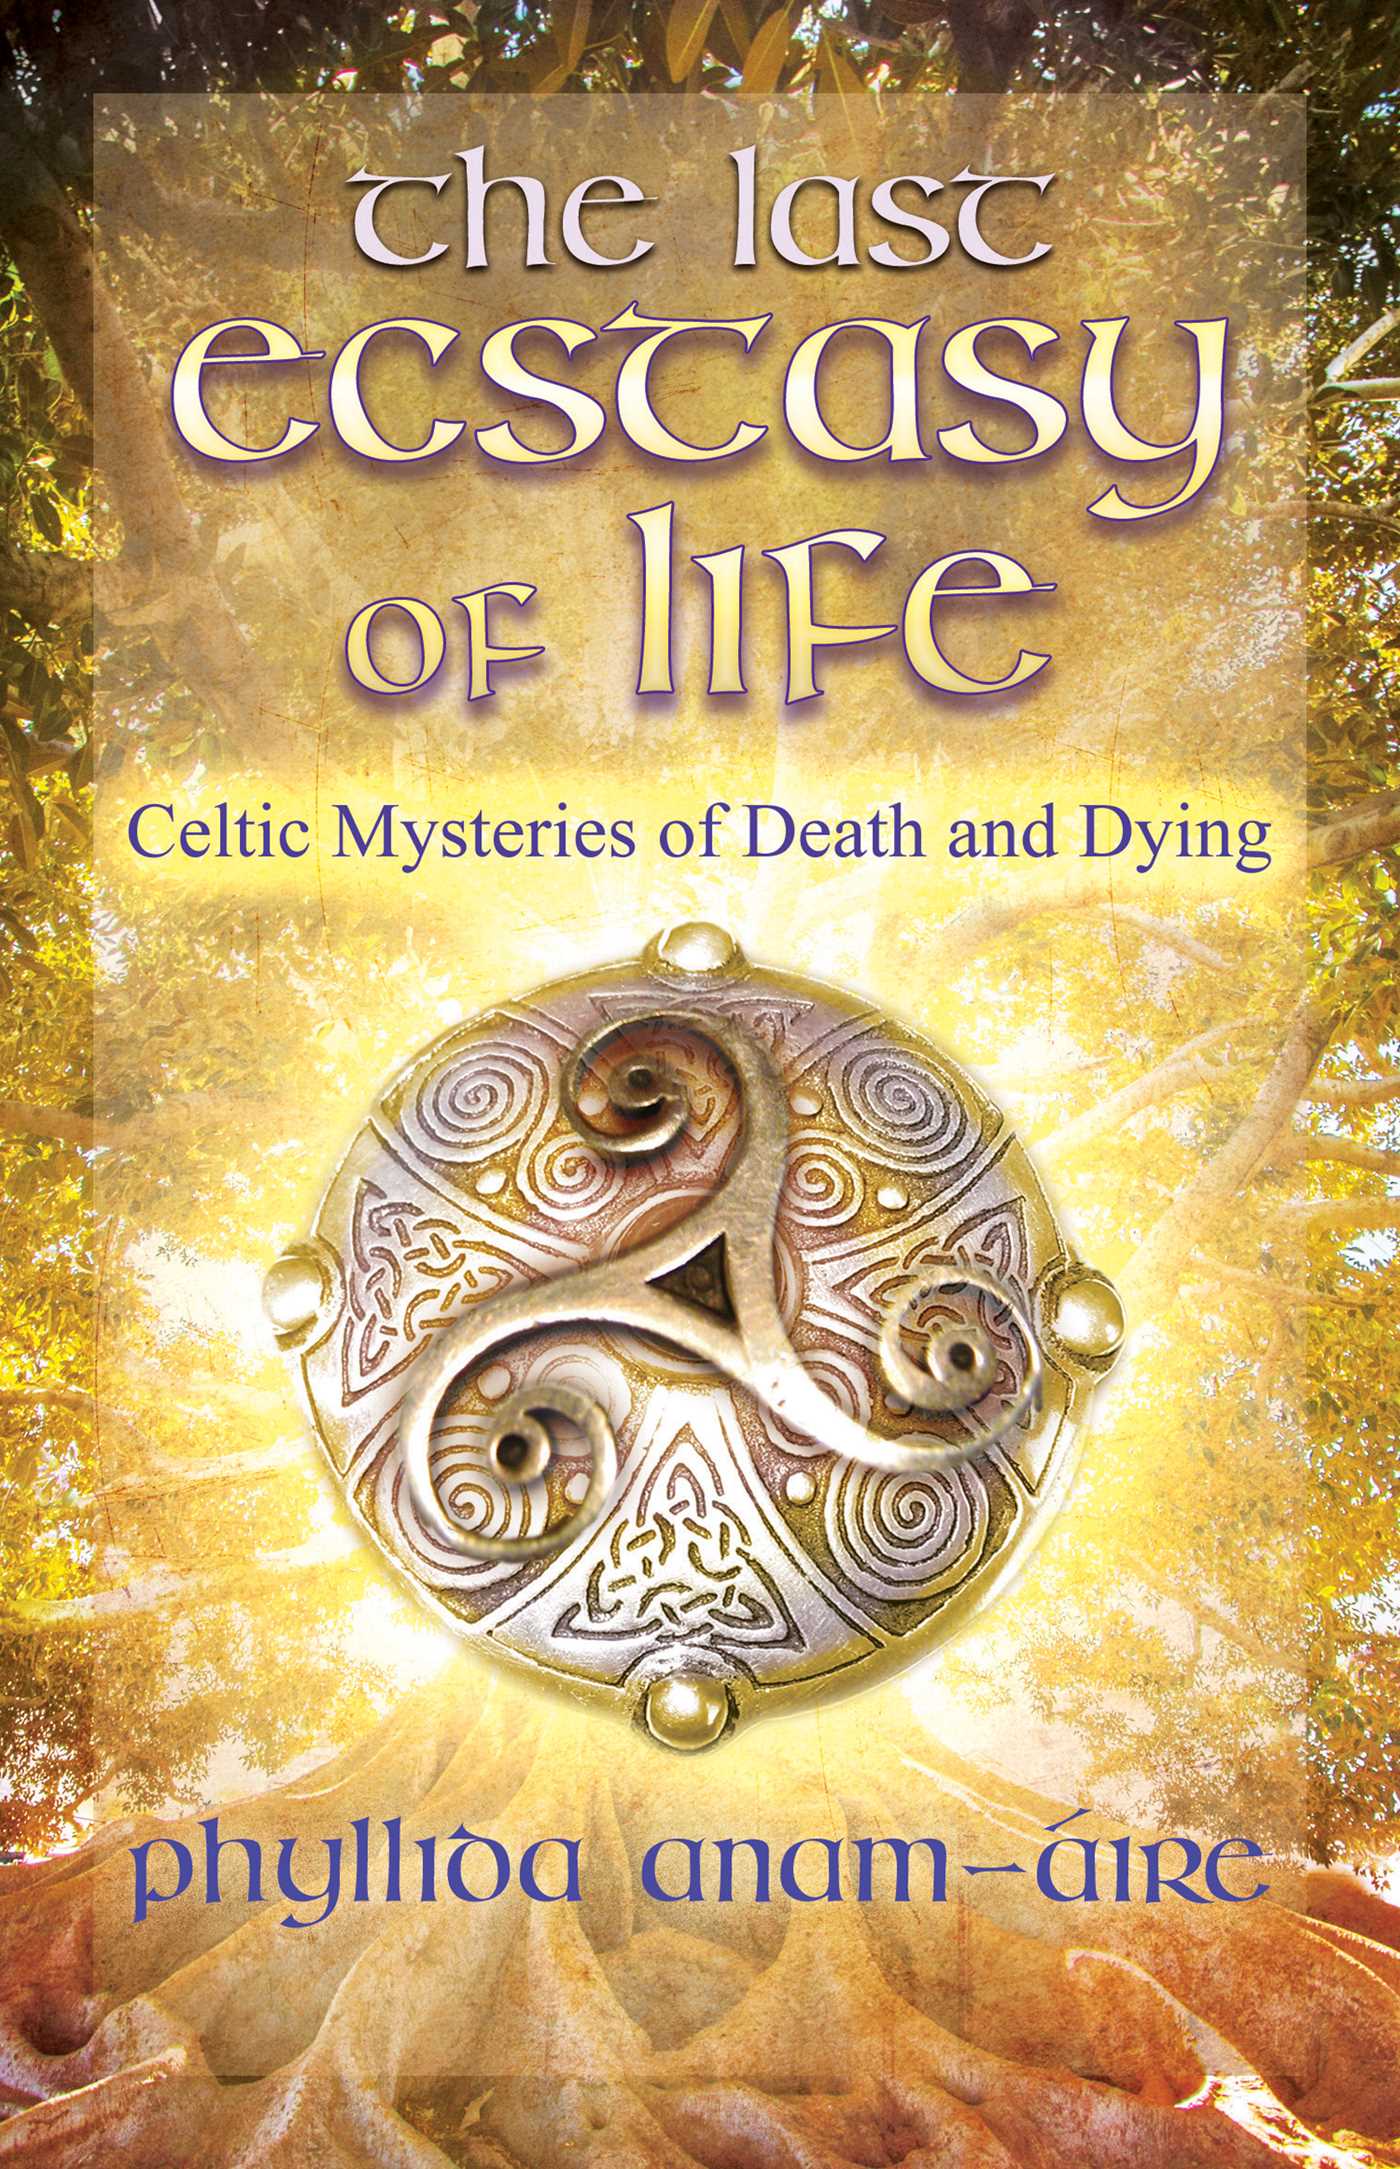 the last
ecstasy
of life
Celtic Mysteries of Death and Dying
phyllida anam-áire